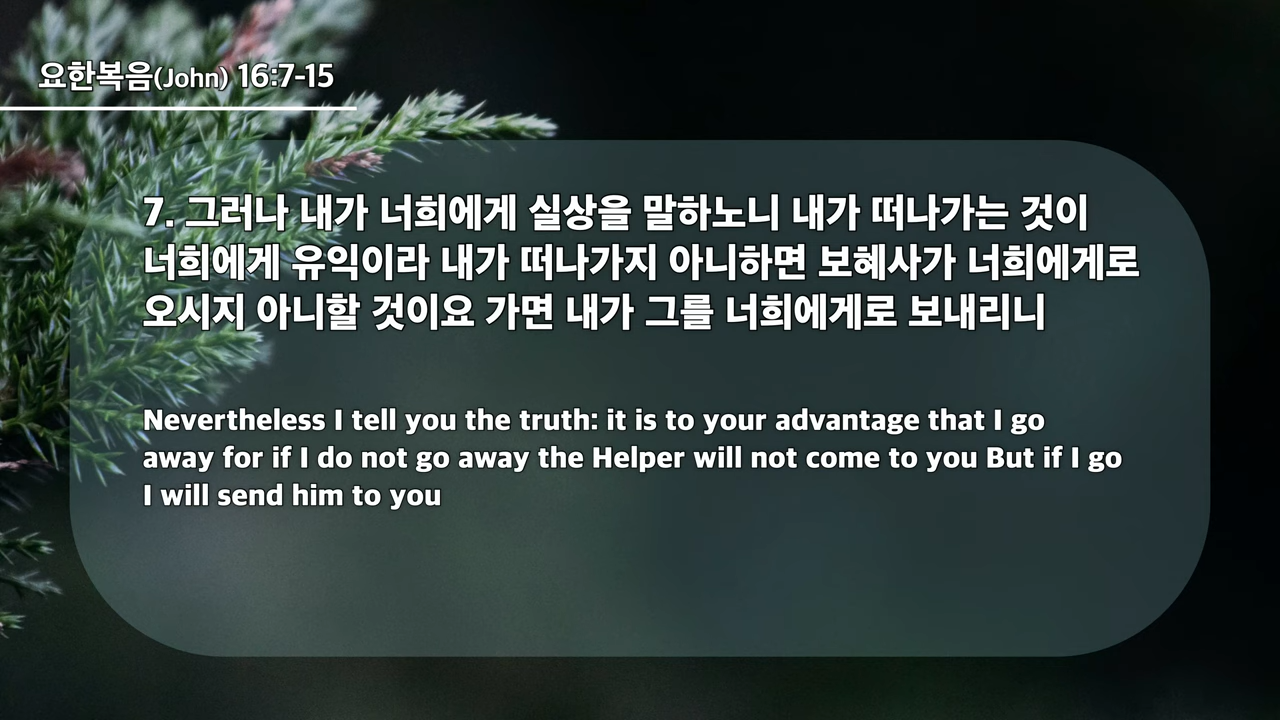 요한복음(John) 16:7-15
7. 그러나 내가 너희에게 실상을 말하노니 내가 떠나가는 것이
너희에게 유익이라 내가 떠나가지 아니하면 보혜사가 너희에게로
오시지 아니할 것이요 가면 내가 그를 너희에게로 보내리니
Nevertheless I tell you the truth: it is to your advantage that I go
away for if I do not go away the Helper will not come to you But if I go
I will send him to you